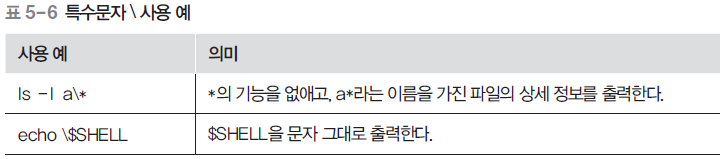 표 5-6 특수문자 \ 사용 예
사용 예 의미
ls -l a\* *의 기능을 없애고, a*라는 이름을 가진 파일의 상세 정보를 출력한다.
echo \$SHELL $SHELL을 문자 그대로 출력한다.